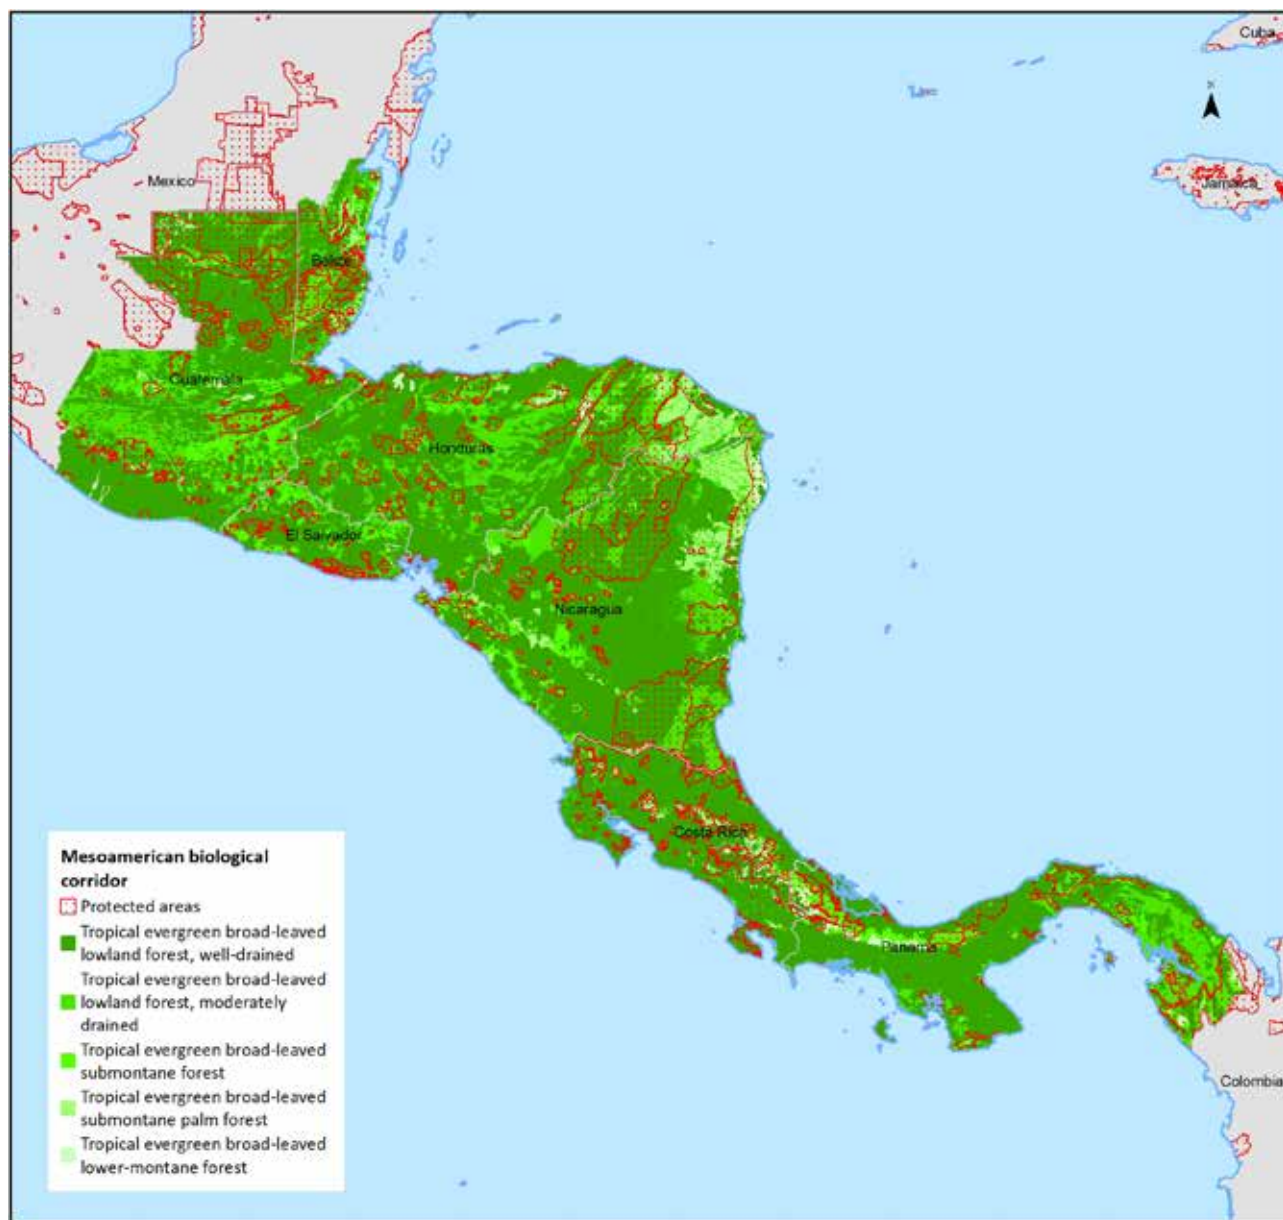 Cuba
N
Mexico
Jamaica
Belize
Guatemala
Honduras
El Salvador
Nicaragua
Costa Rica
Panama
Colombia
Mesoamerican biological
corridor
Protected areas
Tropical evergreen broad-leaved
lowland forest, well-drained
Tropical evergreen broad-leaved
lowland forest, moderately
drained
Tropical evergreen broad-leaved
submontane forest
Tropical evergreen broad-leaved
submontane palm forest
Tropical evergreen broad-leaved
lower-montane forest